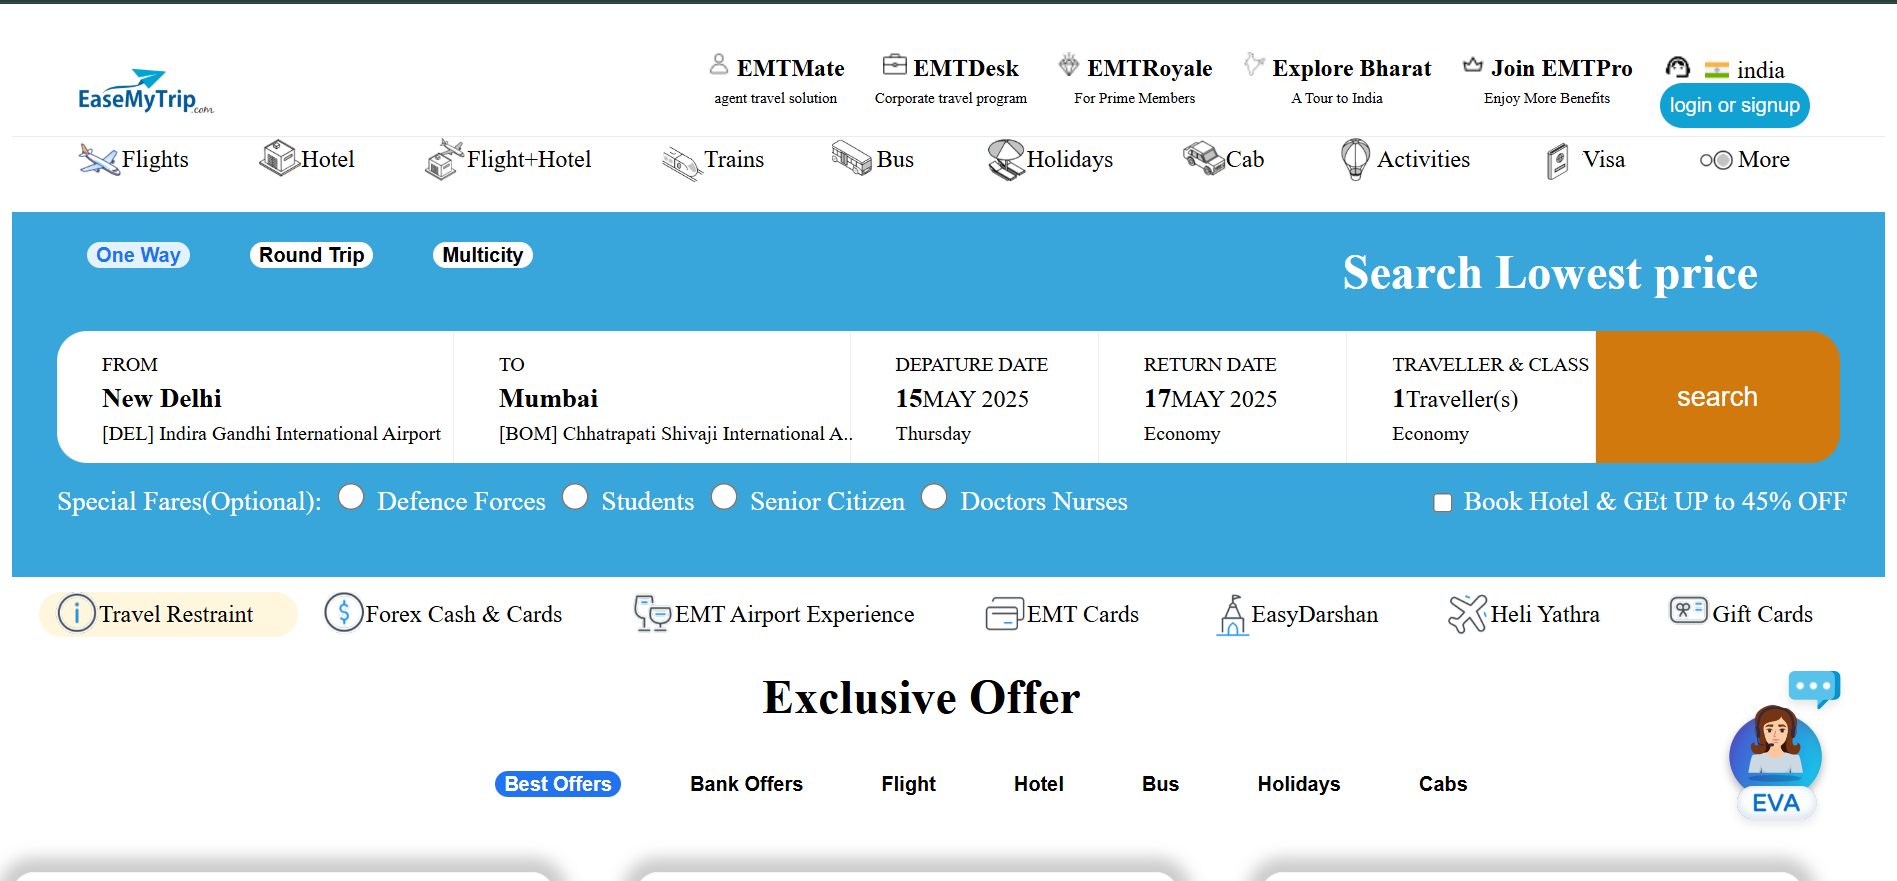 EaseMyTrip.com
EMTMate
agent travel solution
EMTDesk
Corporate travel program
EMTRoyale
For Prime Members
Explore Bharat
A Tour to India
Join EMTPro
Enjoy More Benefits
india
login or signup
Flights
Hotel
Flight+Hotel
Trains
Bus
Holidays
Cab
Activities
Visa
More
One Way
Round Trip
Multicity
Search Lowest price
FROM
New Delhi
[DEL] Indira Gandhi International Airport
TO
Mumbai
[BOM] Chhatrapati Shivaji International A..
DEPATURE DATE
15MAY 2025
Thursday
RETURN DATE
17MAY 2025
Economy
TRAVELLER & CLASS
1Traveller(s)
Economy
search
Special Fares(Optional):
Defence Forces
Students
Senior Citizen
Doctors Nurses
Book Hotel & GEt UP to 45% OFF
Travel Restraint
Forex Cash & Cards
EMT Airport Experience
EMT Cards
EasyDarshan
Heli Yathra
Gift Cards
Exclusive Offer
Best Offers
Bank Offers
Flight
Hotel
Bus
Holidays
Cabs
EVA